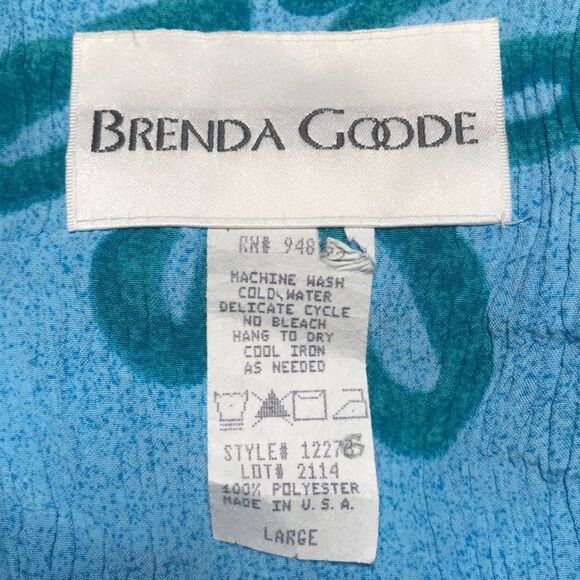 BRENDA GOODE
RN#
MACHINE WASH
COLD WATER
DELICATE CYCLE
NO BLEACH
HANG TO DRY
COOL IRON
AS NEEDED
STYLE# 12276
LOT# 2114
100% POLYESTER
MADE IN U.S.A.
LARGE